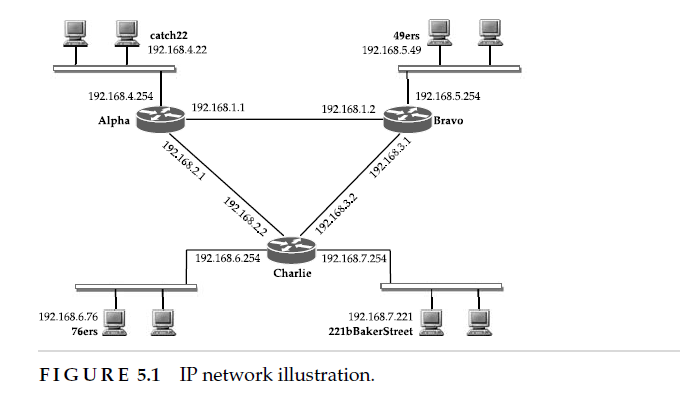 catch22
192.168.4.22
49ers
192.168.5.49
192.168.4.254
192.168.5.254
192.168.1.1
192.168.1.2
Alpha
Bravo
192.168.2.1
192.168.3.1
192.168.2.2
192.168.3.2
192.168.6.254
192.168.7.254
Charlie
192.168.6.76
76ers
192.168.7.221
221bBakerStreet
FIGURE 5.1 IP network illustration.